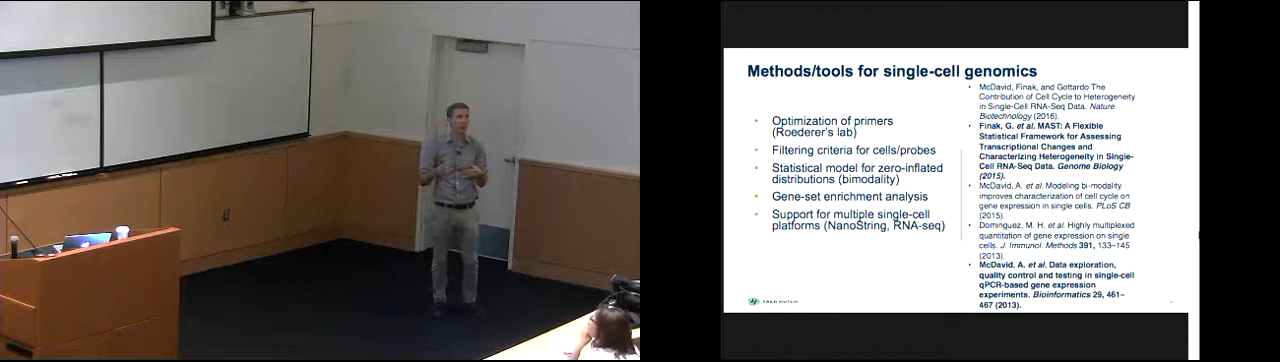 Methods/tools for single-cell genomics
• Optimization of primers
(Roederer's lab)
• Filtering criteria for cells/probes
• Statistical model for zero-inflated
distributions (bimodality)
• Gene-set enrichment analysis
• Support for multiple single-cell
platforms (NanoString, RNA-seq)
• McDavid, Finak, and Gottardo The
Contribution of Cell Cycle to Heterogeneity
in Single-Cell RNA-Seq Data. Nature
Biotechnology (2016).
• Finak, G. et al. MAST: A Flexible
Statistical Framework for Assessing
Transcriptional Changes and
Characterizing Heterogeneity in Single-
Cell RNA-Seq Data. Genome Biology
(2015).
• McDavid, A. et al. Modeling bi-modality
improves characterization of cell cycle on
gene expression in single cells. PLoS CB
(2015).
• Dominguez, M. H. et al. Highly multiplexed
quantitation of gene expression on single
cells. J. Immunol. Methods 391, 133–145
(2013).
• McDavid, A. et al. Data exploration,
quality control and testing in single-cell
qPCR-based gene expression
experiments. Bioinformatics 29, 461–
467 (2013).
FRED HUTCH